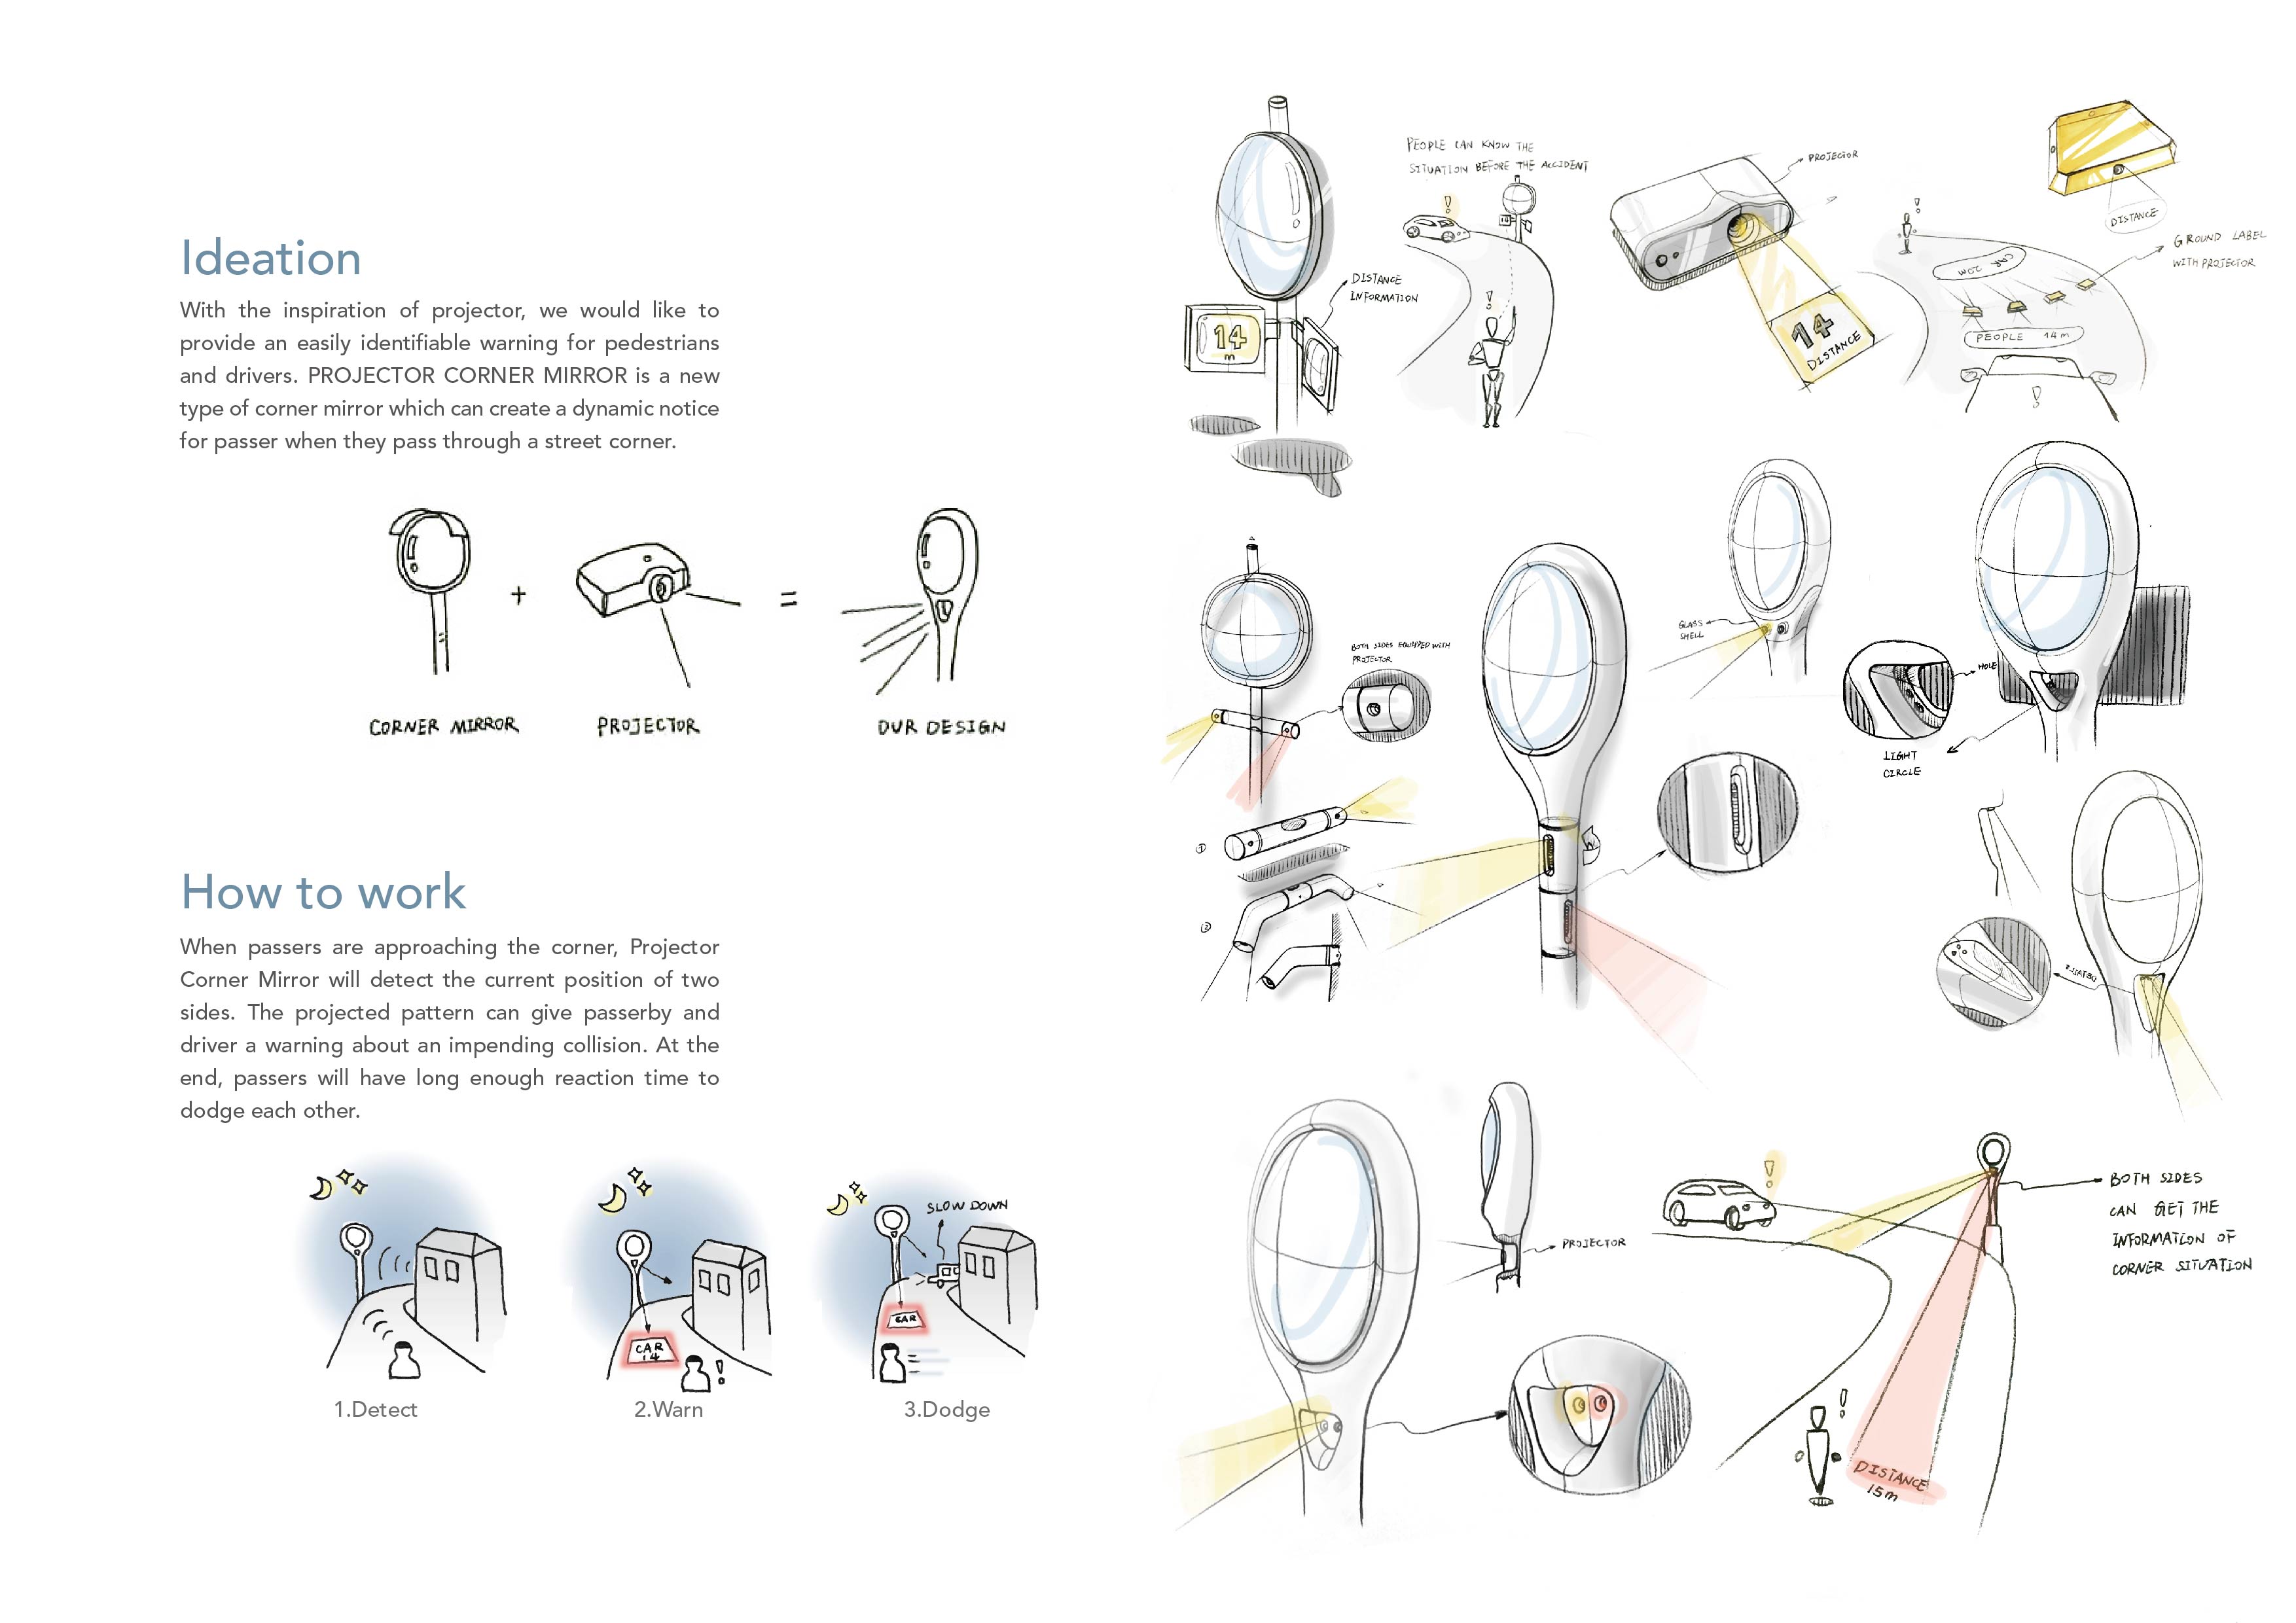 Ideation
With the inspiration of projector, we would like to
provide an easily identifiable warning for pedestrians
and drivers. PROJECTOR CORNER MIRROR is a new
type of corner mirror which can create a dynamic notice
for passer when they pass through a street corner.
+
=
CORNER MIRROR
PROJECTOR
OUR DESIGN
How to work
When passers are approaching the corner, Projector
Corner Mirror will detect the current position of two
sides. The projected pattern can give passerby and
driver a warning about an impending collision. At the
end, passers will have long enough reaction time to
dodge each other.
CAR
14
!
SLOW DOWN
CAR
1.Detect
2.Warn
3.Dodge
14
m
DISTANCE
INFORMATION
PEOPLE CAN KNOW THE
SITUATION BEFORE THE ACCIDENT
!
!
PROJECTOR
14
DISTANCE
DISTANCE
GROUND LABEL
WITH PROJECTOR
!
CAR 20M
PEOPLE 14m
!
BOTH SIDES EQUIPPED WITH
PROJECTOR
1
2
GLASS
SHELL
HOLE
LIGHT
CIRCLE
PROJECTOR
!
BOTH SIDES
CAN GET THE
INFORMATION OF
CORNER SITUATION
!
DISTANCE
15m